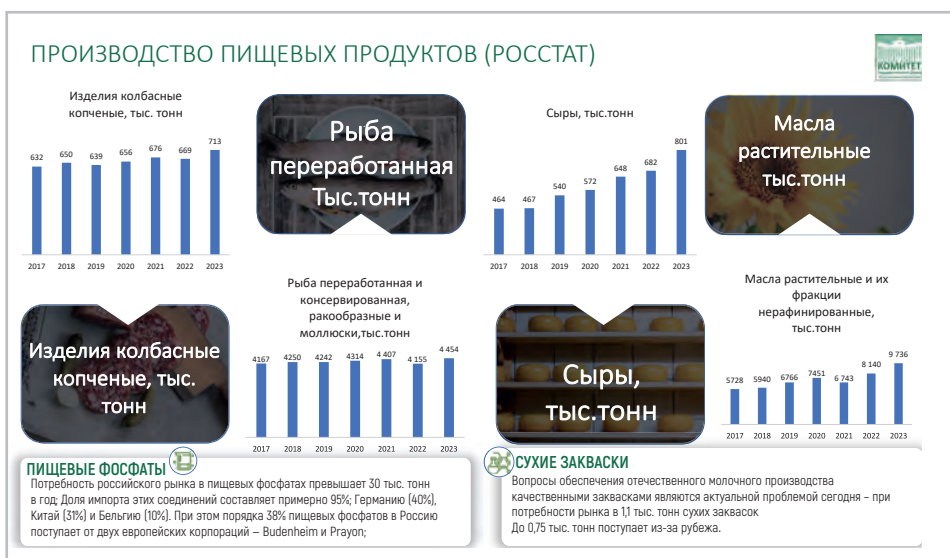 ПРОИЗВОДСТВО ПИЩЕВЫХ ПРОДУКТОВ (РОССТАТ)
КОМИТЕТ
Изделия колбасные
копченые, тыс. тонн
632 650 639 656 676 669 713
2017 2018 2019 2020 2021 2022 2023
Рыба
переработанная
Тыс.тонн
Сыры, тыс.тонн
464 467 540 572 648 682 801
2017 2018 2019 2020 2021 2022 2023
Масла
растительные
тыс.тонн
Изделия колбасные
копченые, тыс.
тонн
Рыба переработанная и
консервированная,
ракообразные и
моллюски,тыс.тонн
4167 4250 4242 4314 4 407 4 155 4 454
2017 2018 2019 2020 2021 2022 2023
Сыры,
тыс.тонн
Масла растительные и их
фракции
нерафинированные,
тыс.тонн
5728 5940 6766 7451 6 743 8 140 9 736
2017 2018 2019 2020 2021 2022 2023
ПИЩЕВЫЕ ФОСФАТЫ
Потребность российского рынка в пищевых фосфатах превышает 30 тыс. тонн
в год; Доля импорта этих соединений составляет примерно 95%; Германию (40%),
Китай (31%) и Бельгию (10%). При этом порядка 38% пищевых фосфатов в Россию
поступает от двух европейских корпораций – Budenheim и Prayon;
СУХИЕ ЗАКВАСКИ
Вопросы обеспечения отечественного молочного производства
качественными заквасками являются актуальной проблемой сегодня – при
потребности рынка в 1,1 тыс. тонн сухих заквасок
До 0,75 тыс. тонн поступает из-за рубежа.